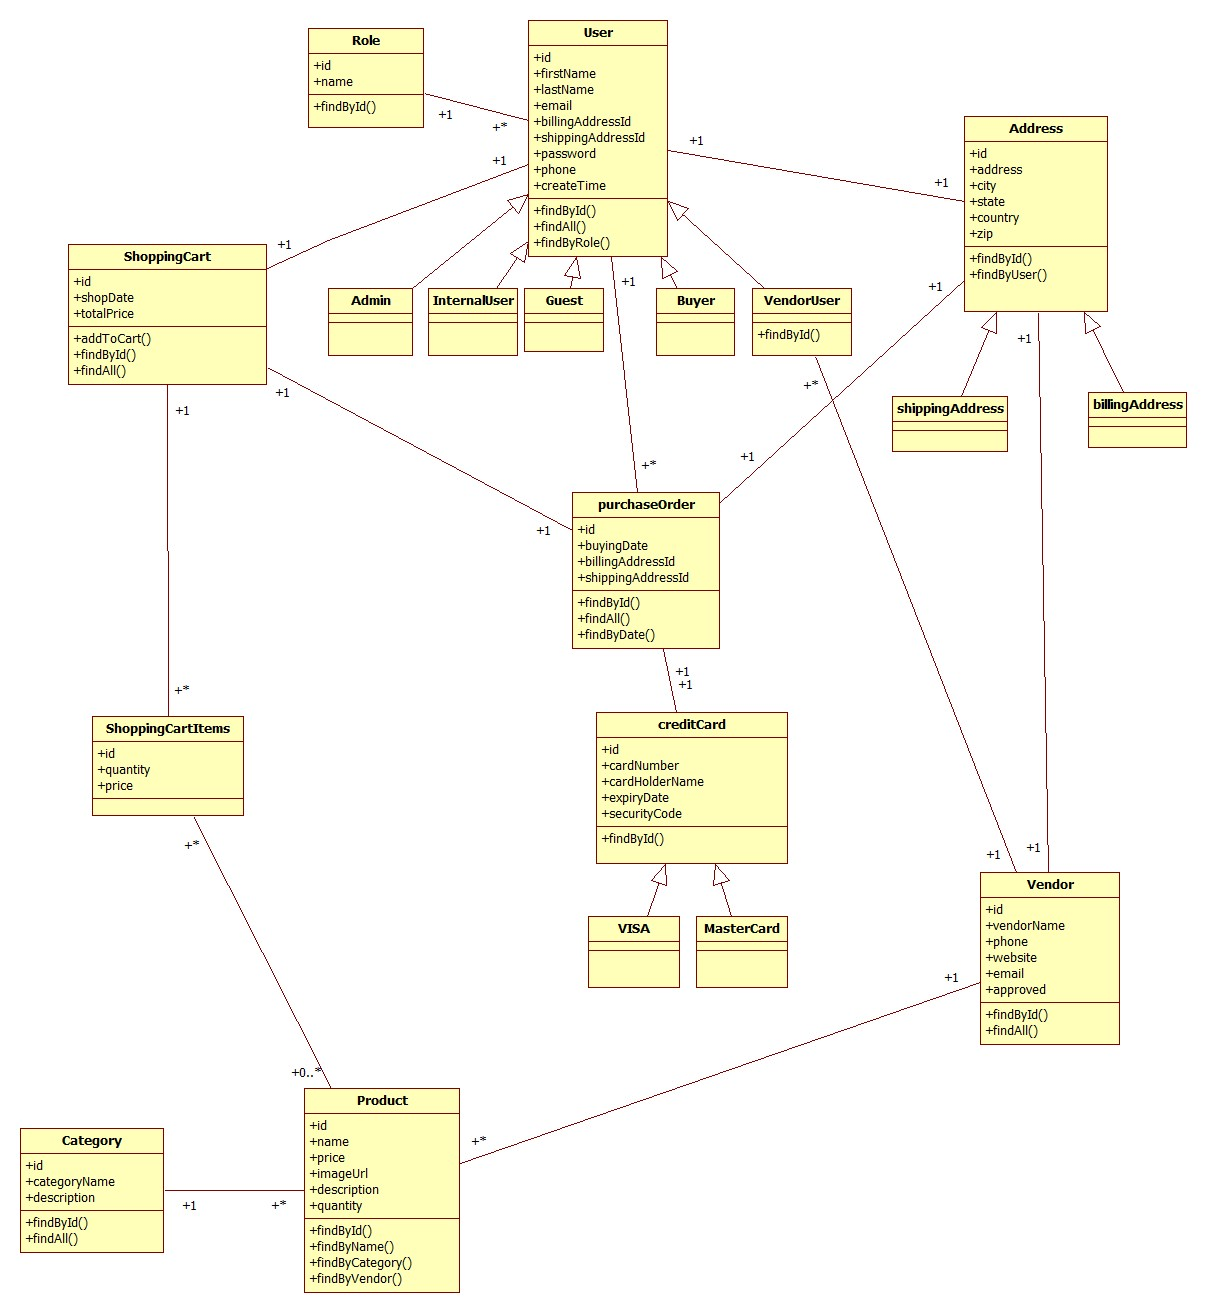 Role
+id
+name
+findById()
User
+id
+firstName
+lastName
+email
+billingAddressId
+shippingAddressId
+password
+phone
+createTime
+findById()
+findAll()
+findByRole()
Address
+id
+address
+city
+state
+country
+zip
+findById()
+findByUser()
+1
+*
+1
+1
+1
+1
ShoppingCart
+id
+shopDate
+totalPrice
+addToCart()
+findById()
+findAll()
Admin
InternalUser
Guest
Buyer
VendorUser
+findById()
+1
+1
+1
+1
+1
+*
shippingAddress
billingAddress
+*
+1
+1
purchaseOrder
+id
+buyingDate
+billingAddressId
+shippingAddressId
+findById()
+findAll()
+findByDate()
+1
+1
+*
ShoppingCartItems
+id
+quantity
+price
creditCard
+id
+cardNumber
+cardHolderName
+expiryDate
+securityCode
+findById()
+*
+1
+1
VISA
MasterCard
Vendor
+id
+vendorName
+phone
+website
+email
+approved
+findById()
+findAll()
+1
+0..*
+*
Category
+id
+categoryName
+description
+findById()
+findAll()
+1
+*
Product
+id
+name
+price
+imageUrl
+description
+quantity
+findById()
+findByName()
+findByCategory()
+findByVendor()